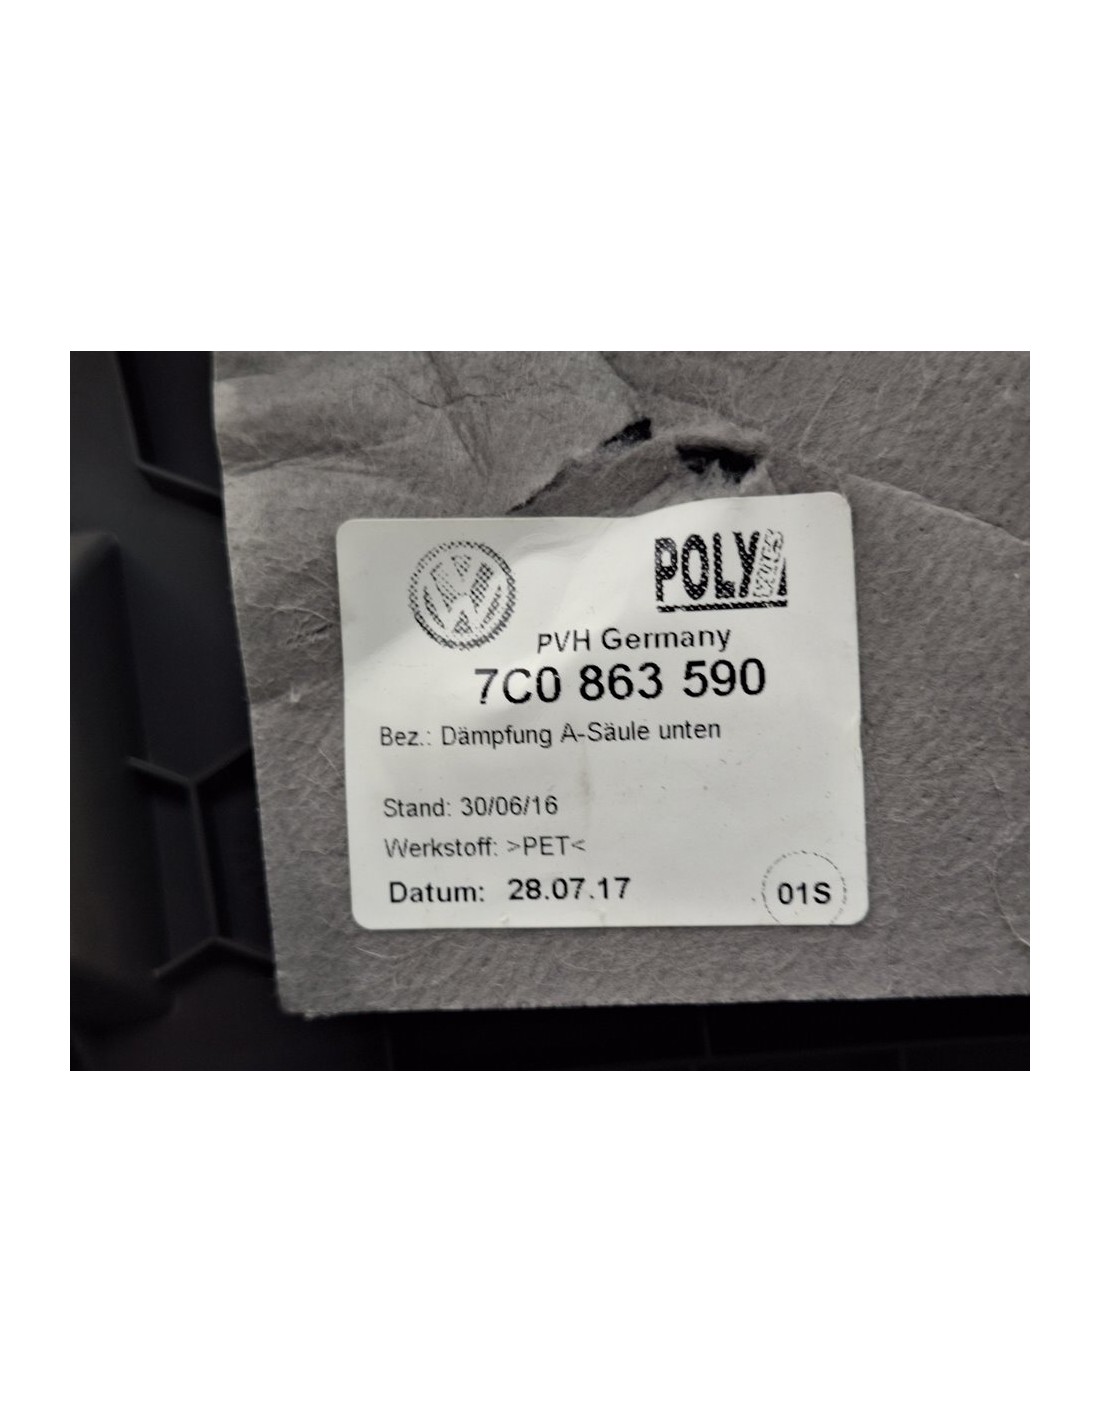 POLY
PVH Germany
7C0 863 590
Bez.: Dämpfung A-Säule unten
Stand: 30/06/16
Werkstoff: >PET<
Datum: 28.07.17
01S